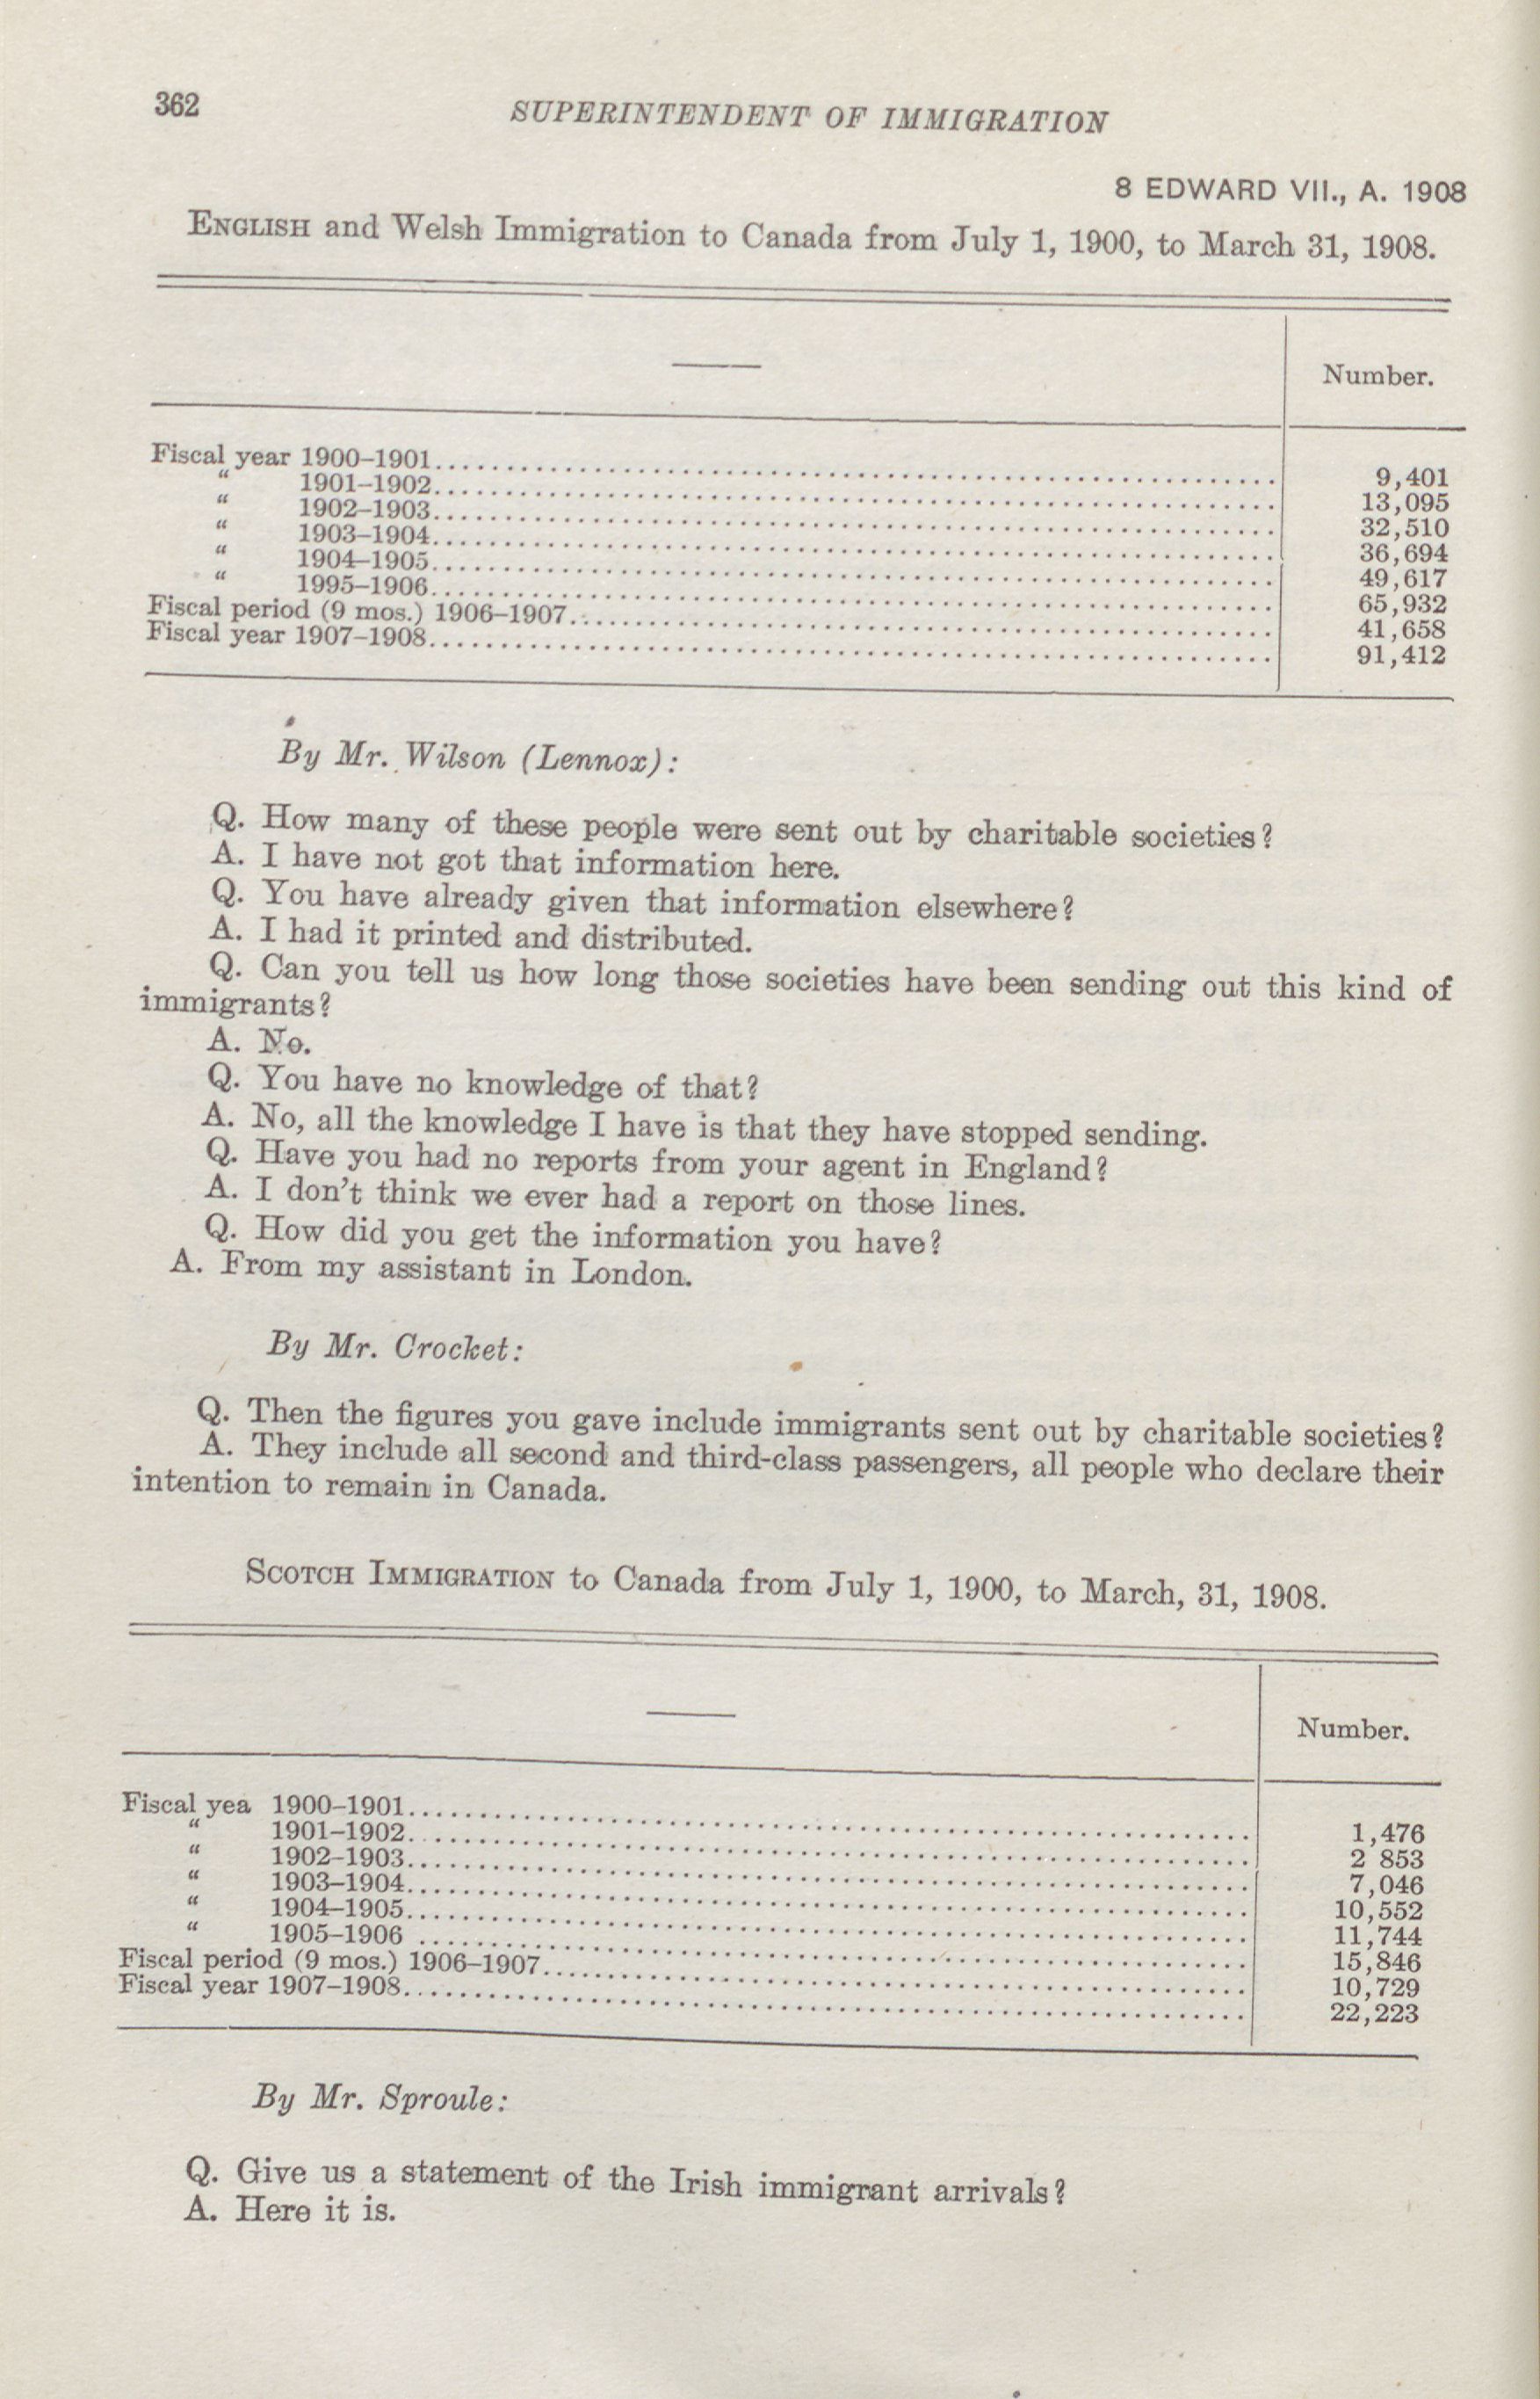 362
SUPERINTENDENT OF IMMIGRATION
8 EDWARD VII., A. 1908
ENGLISH and Welsh Immigration to Canada from July 1, 1900, to March 31, 1908.
Number.
Fiscal year 1900–1901 9,401
" 1901–1902 13,095
" 1902–1903 32,510
" 1903–1904 36,694
" 1904–1905 49,617
" 1995–1906 65,932
Fiscal period (9 mos.) 1906–1907 41,658
Fiscal year 1907–1908 91,412
By Mr. Wilson (Lennox):
Q. How many of these people were sent out by charitable societies?
A. I have not got that information here.
Q. You have already given that information elsewhere?
A. I had it printed and distributed.
Q. Can you tell us how long those societies have been sending out this kind of
immigrants?
A. No.
Q. You have no knowledge of that?
A. No, all the knowledge I have is that they have stopped sending.
Q. Have you had no reports from your agent in England?
A. I don't think we ever had a report on those lines.
Q. How did you get the information you have?
A. From my assistant in London.
By Mr. Crocket:
Q. Then the figures you gave include immigrants sent out by charitable societies?
A. They include all second and third-class passengers, all people who declare their
intention to remain in Canada.
SCOTCH IMMIGRATION to Canada from July 1, 1900, to March, 31, 1908.
Number.
Fiscal yea 1900–1901 1,476
" 1901–1902 2 853
" 1902–1903 7,046
" 1903–1904 10,552
" 1904–1905 11,744
" 1905–1906 15,846
Fiscal period (9 mos.) 1906–1907 10,729
Fiscal year 1907–1908 22,223
By Mr. Sproule:
Q. Give us a statement of the Irish immigrant arrivals?
A. Here it is.